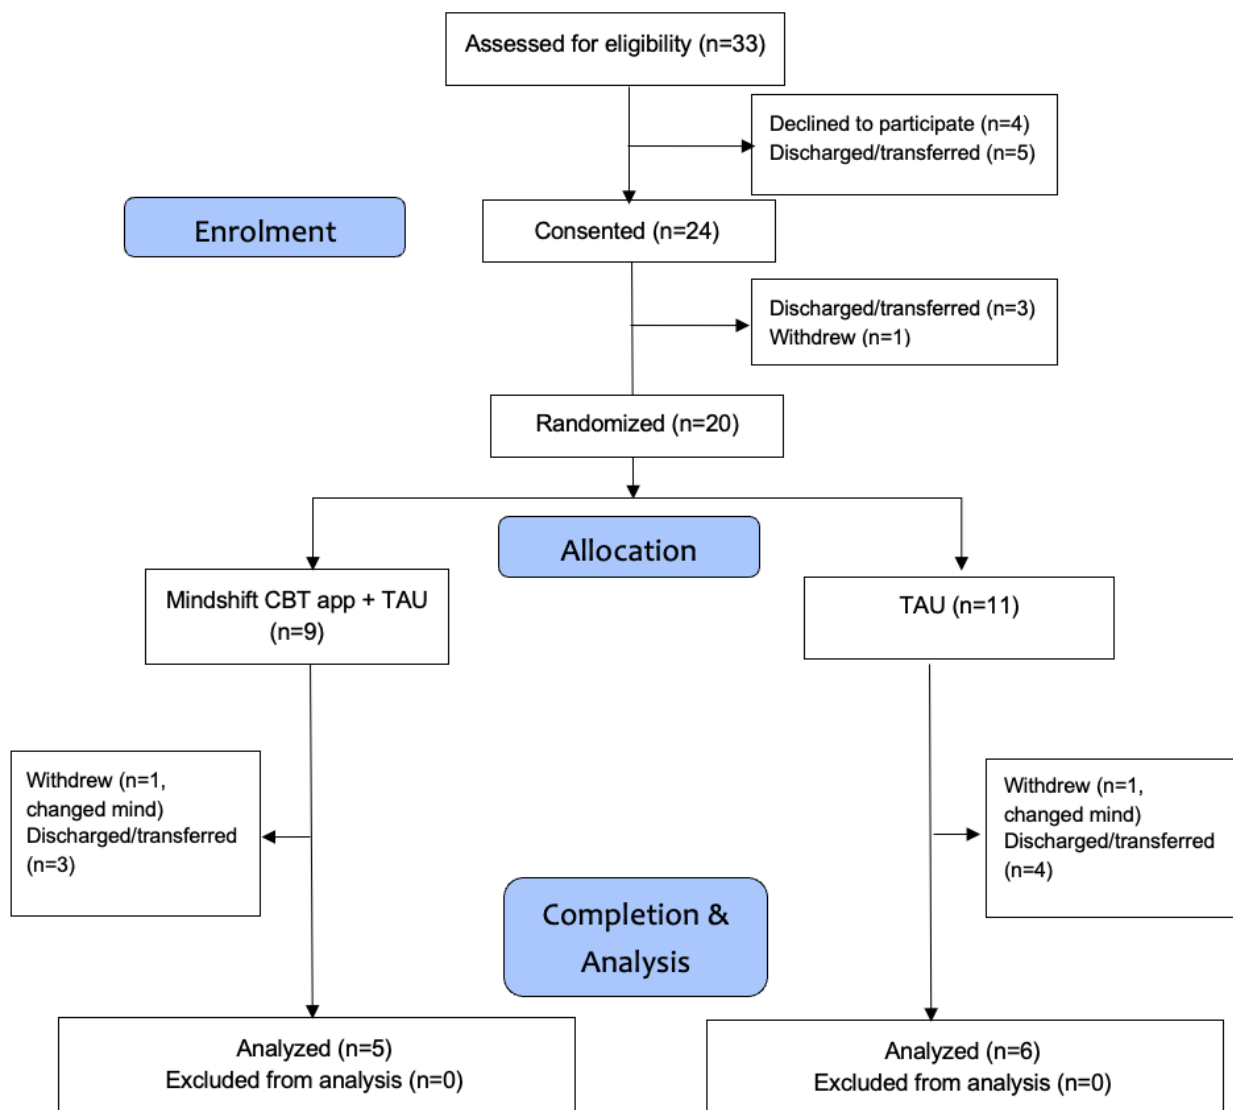 Assessed for eligibility (n=33)
Declined to participate (n=4)
Discharged/transferred (n=5)
Enrolment
Consented (n=24)
Discharged/transferred (n=3)
Withdrew (n=1)
Randomized (n=20)
Allocation
Mindshift CBT app + TAU
(n=9)
TAU (n=11)
Withdrew (n=1,
changed mind)
Discharged/transferred
(n=3)
Withdrew (n=1,
changed mind)
Discharged/transferred
(n=4)
Completion &
Analysis
Analyzed (n=5)
Excluded from analysis (n=0)
Analyzed (n=6)
Excluded from analysis (n=0)